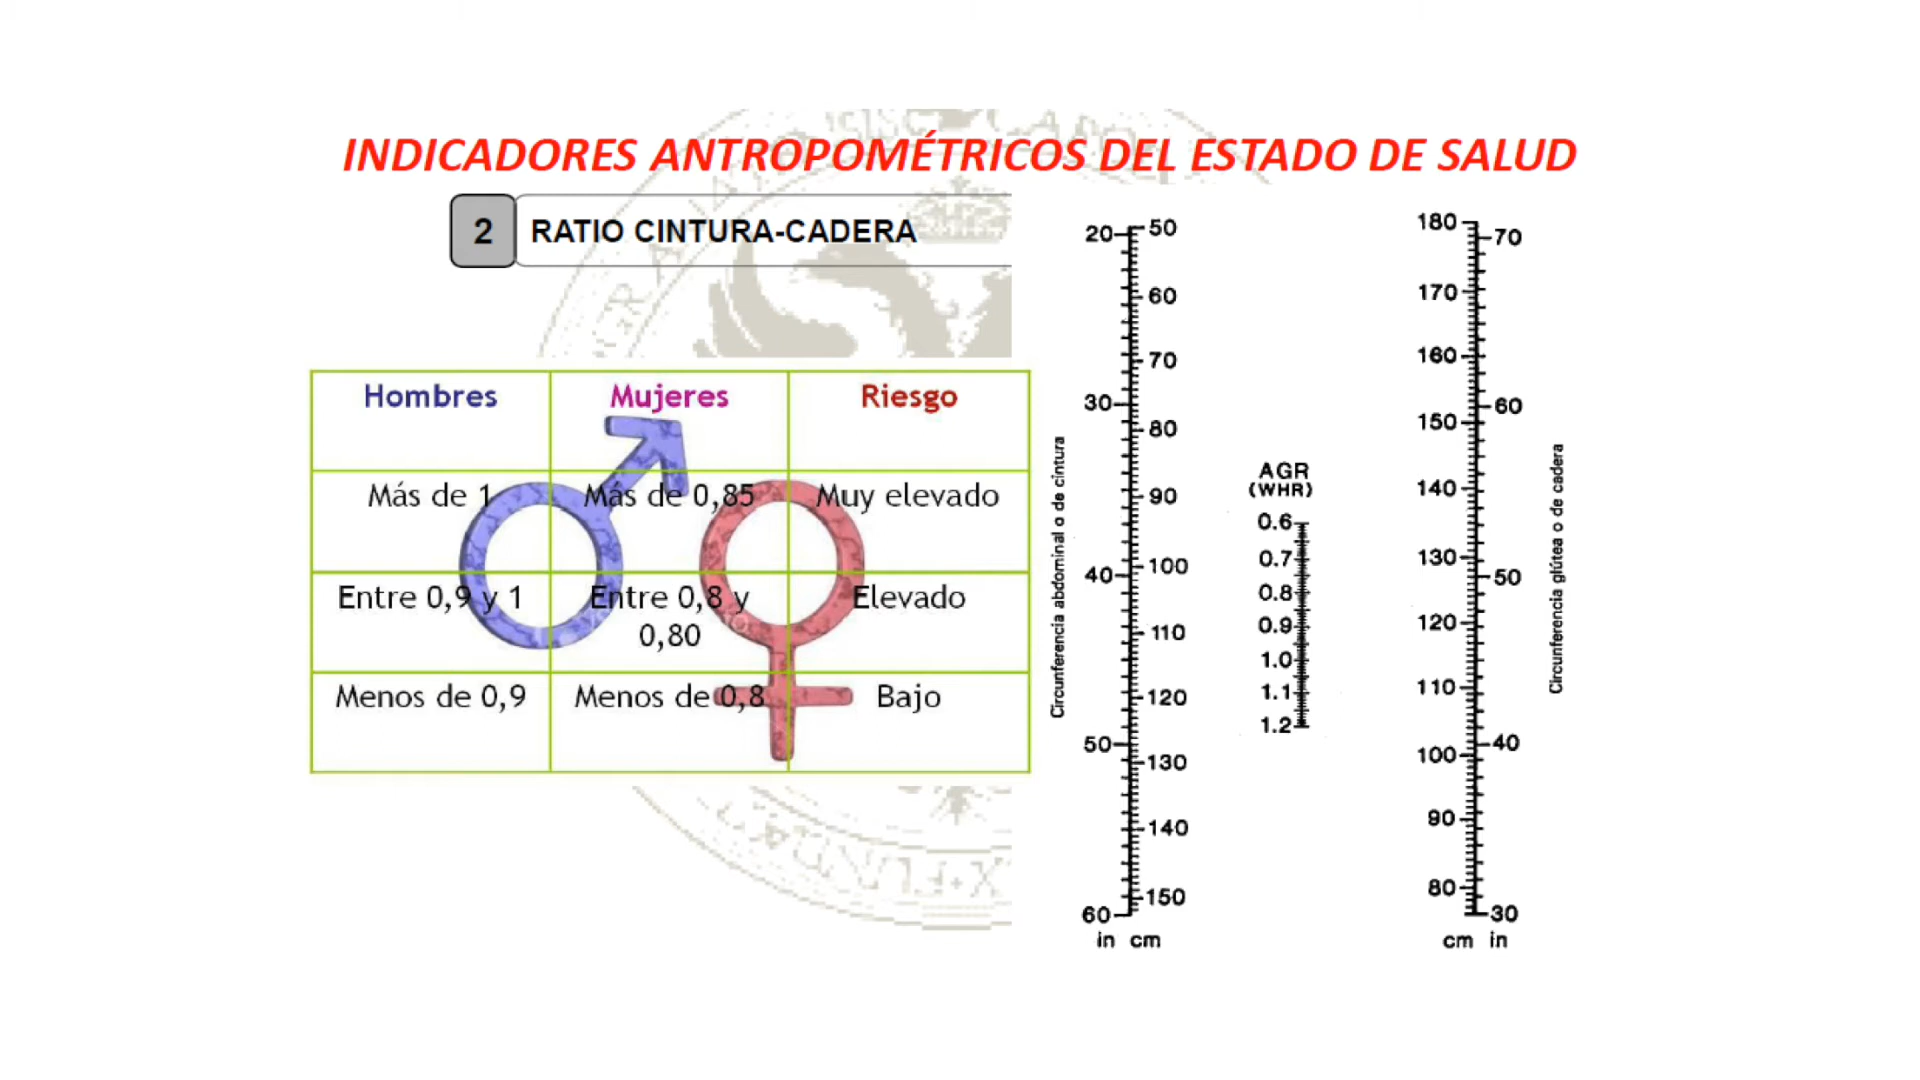 INDICADORES ANTROPOMÉTRICOS DEL ESTADO DE SALUD
2 RATIO CINTURA-CADERA
Hombres Mujeres Riesgo
Más de 1 Más de 0,85 Muy elevado
Entre 0,9 y 1 Entre 0,8 y Elevado
0,80
Menos de 0,9 Menos de 0,8 Bajo
Circunferencia abdominal o de cintura
20
30
40
50
60
in
50
60
70
80
90
100
110
120
130
140
150
cm
AGR
(WHR)
0.6
0.7
0.8
0.9
1.0
1.1
1.2
180
170
160
150
140
130
120
110
100
90
80
cm
70
60
50
40
30
in
Circunferencia glútea o de cadera